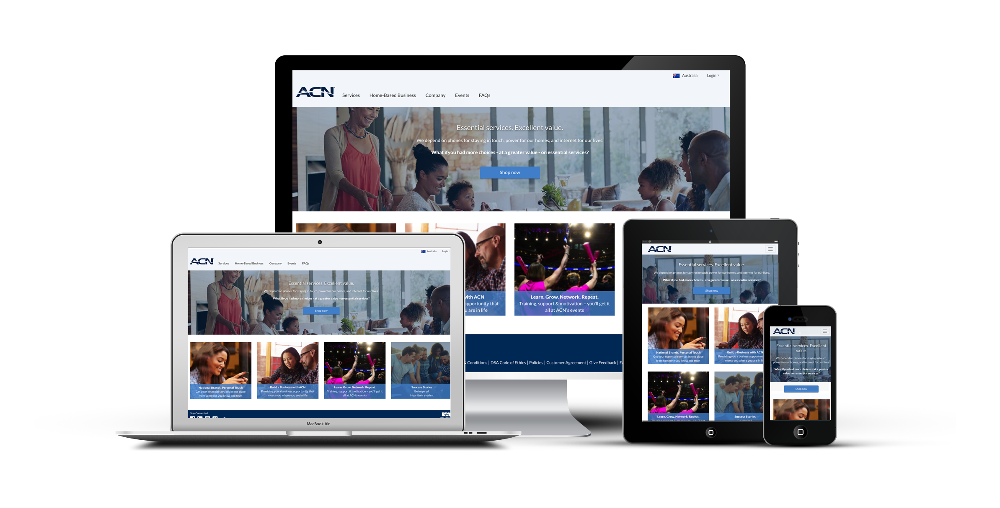 Australia Login
ACN Services Home-Based Business Company Events FAQs
Essential services. Excellent value.
We depend on phones for staying in touch, power for our homes, and internet for our lives.
What ifyou had more choices - at a greater value - on essential services?
Shop now
with ACN
opportunity that
u are in life
Learn. Grow. Network. Repeat.
Training, support & motivation – you'll get it
all at ACN's events
& Conditions | DSA Code of Ethics | Policies | Customer Agreement | Give Feedback | Ea
Australia Login
ACN Services Home-Based Business Company Events FAQs
Essential services. Excellent value.
We depend on phones for staying in touch, power for our homes, and internet for our lives.
What ifyou had more choices - at a greater value - on essential services?
Shop now
National Brands, Personal Touch
Get your essential services in one place
from someone you know and trust
Build a Business with ACN
Providing you a business opportunity that
meets you where you are in life
Learn. Grow. Network. Repeat.
Training, support & motivation – you'll get it
all at ACN's events
Success Stories
Be inspired.
Hear their stories.
Stay Connected
MacBook Air
ACN
Essential services. Excellent value.
We depend on phones for staying in touch, power for our homes, and internet for our lives.
What ifyou had more choices - at a greater value - on essential services?
Shop now
National Brands, Personal Touch
Get your essential services in one place
from someone you know and trust
Build a Business with ACN
Providing you a business opportun
meets you where you are in li
Learn. Grow. Network. Repeat.
Success Stories
ACN
Essential services. Excellent
value.
We depend on phones for staying in touch,
power for our homes, and internet for our lives.
What ifyou had more choices - at a greater
value - on essential services?
Shop now